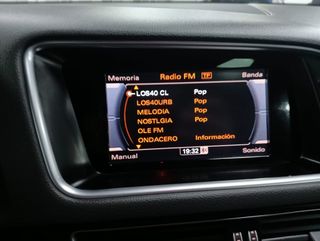 Memoria Radio FM TP Banda
LOS40 CL Pop
LOS40URB Pop
MELODIA Pop
NOSTLGIA Pop
OLE FM
ONDACERO Información
Manual 19:32 Sonido